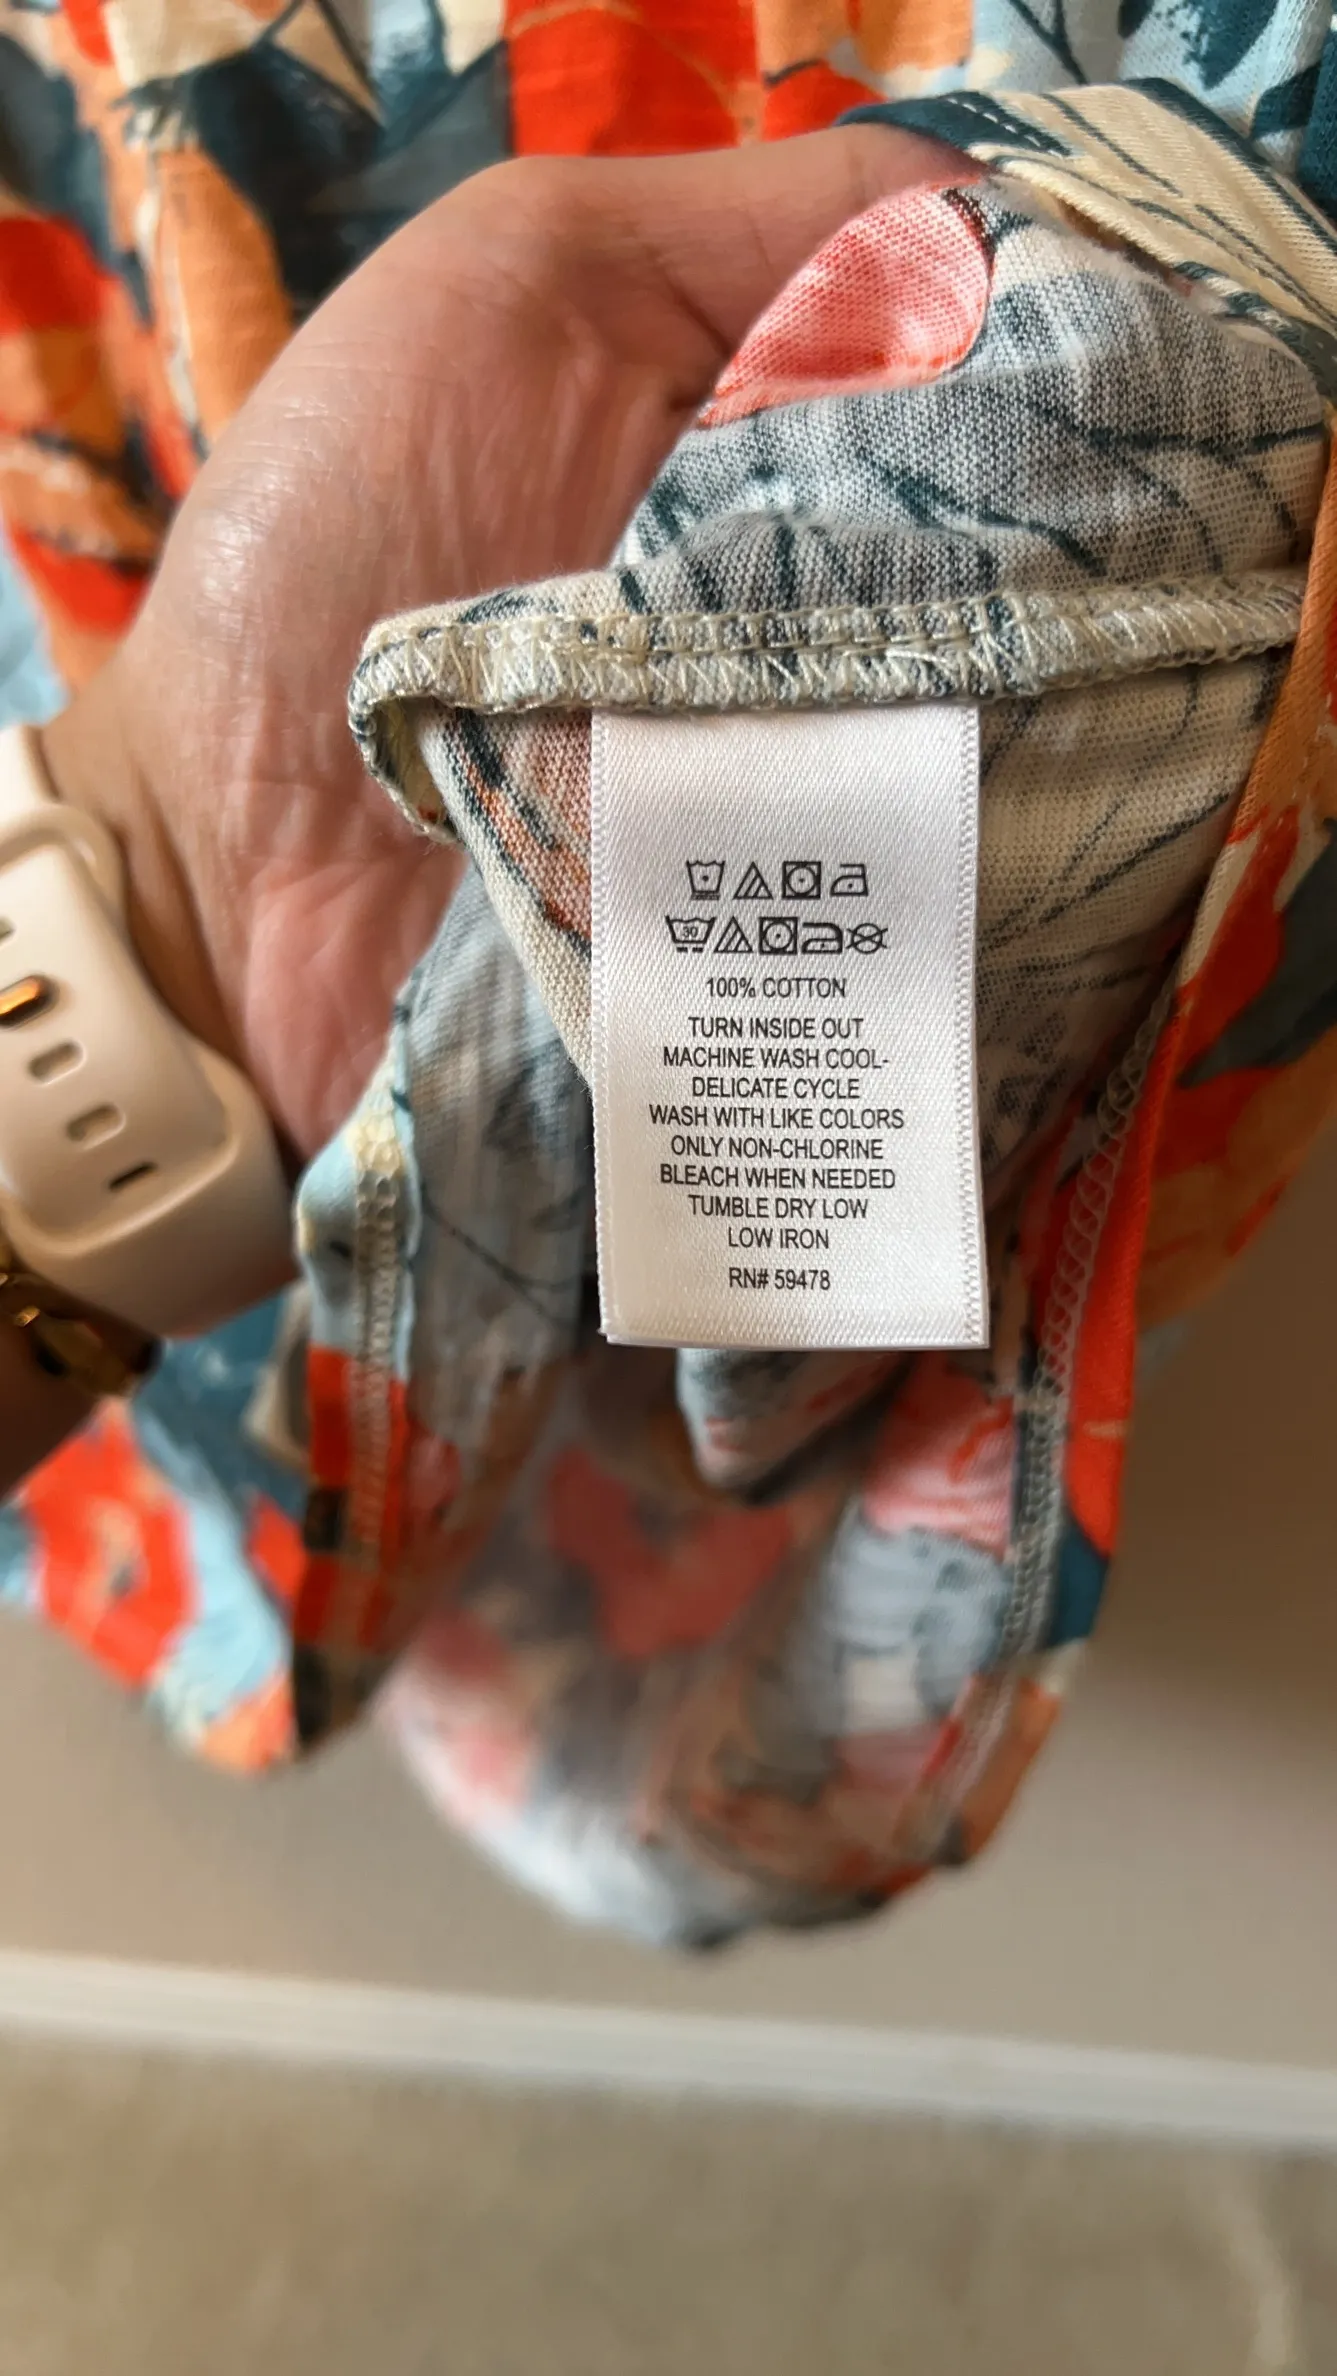 30
100% COTTON
TURN INSIDE OUT
MACHINE WASH COOL-
DELICATE CYCLE
WASH WITH LIKE COLORS
ONLY NON-CHLORINE
BLEACH WHEN NEEDED
TUMBLE DRY LOW
LOW IRON
RN# 59478